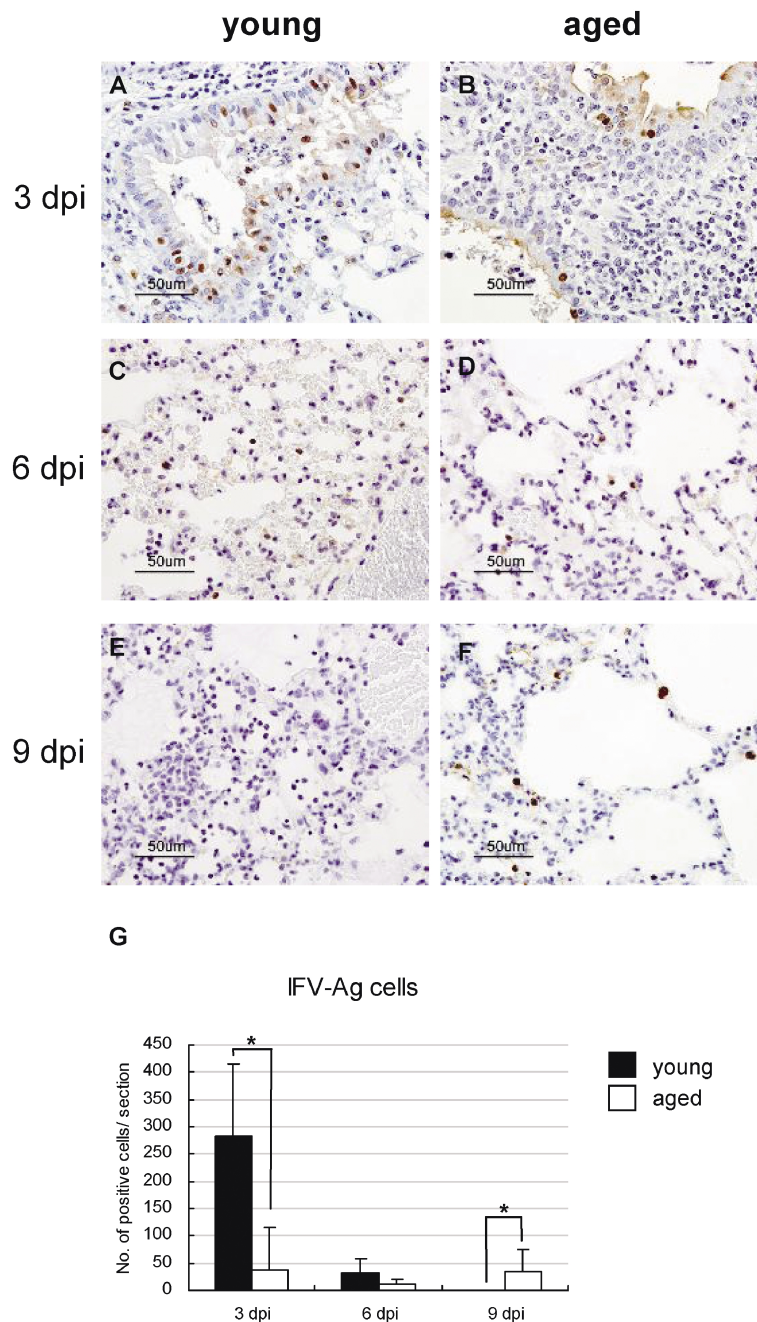 young aged
A B
3 dpi
50um 50um
C D
6 dpi
50um 50um
E F
9 dpi
50um 50um
G
IFV-Ag cells
No. of positive cells/ section
450
400
350
300
250
200
150
100
50
0
* *
3 dpi 6 dpi 9 dpi
young
aged